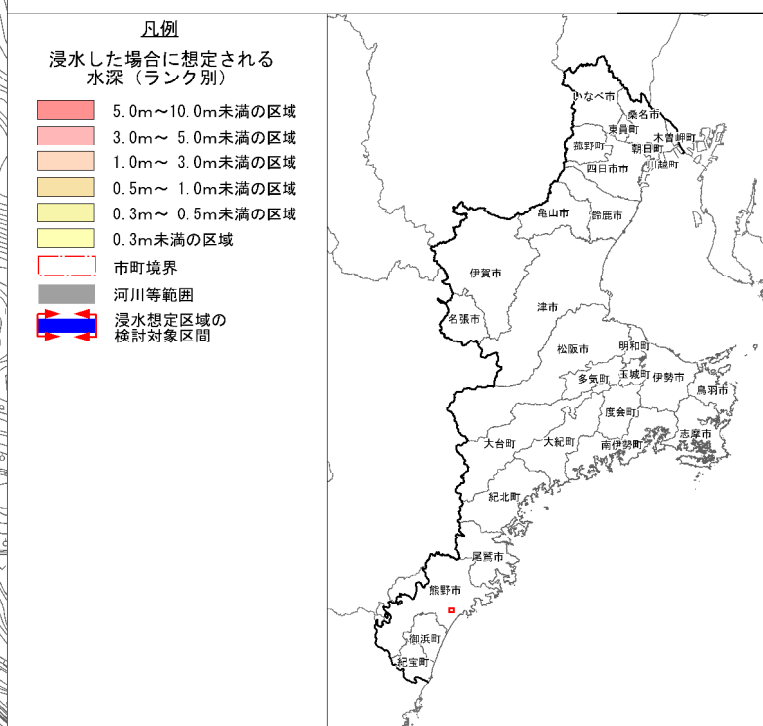 凡例
浸水した場合に想定される
水深（ランク別）
5.0m～10.0m未満の区域
3.0m～ 5.0m未満の区域
1.0m～ 3.0m未満の区域
0.5m～ 1.0m未満の区域
0.3m～ 0.5m未満の区域
0.3m未満の区域
市町境界
河川等範囲
浸水想定区域の
検討対象区間
いなべ市
桑名市
東員町
木曽岬町
菰野町
朝日町
川越町
四日市市
亀山市
鈴鹿市
伊賀市
津市
名張市
松阪市
明和町
多気町
玉城町
伊勢市
鳥羽市
度会町
大台町
大紀町
南伊勢町
志摩市
紀北町
尾鷲市
熊野市
御浜町
紀宝町